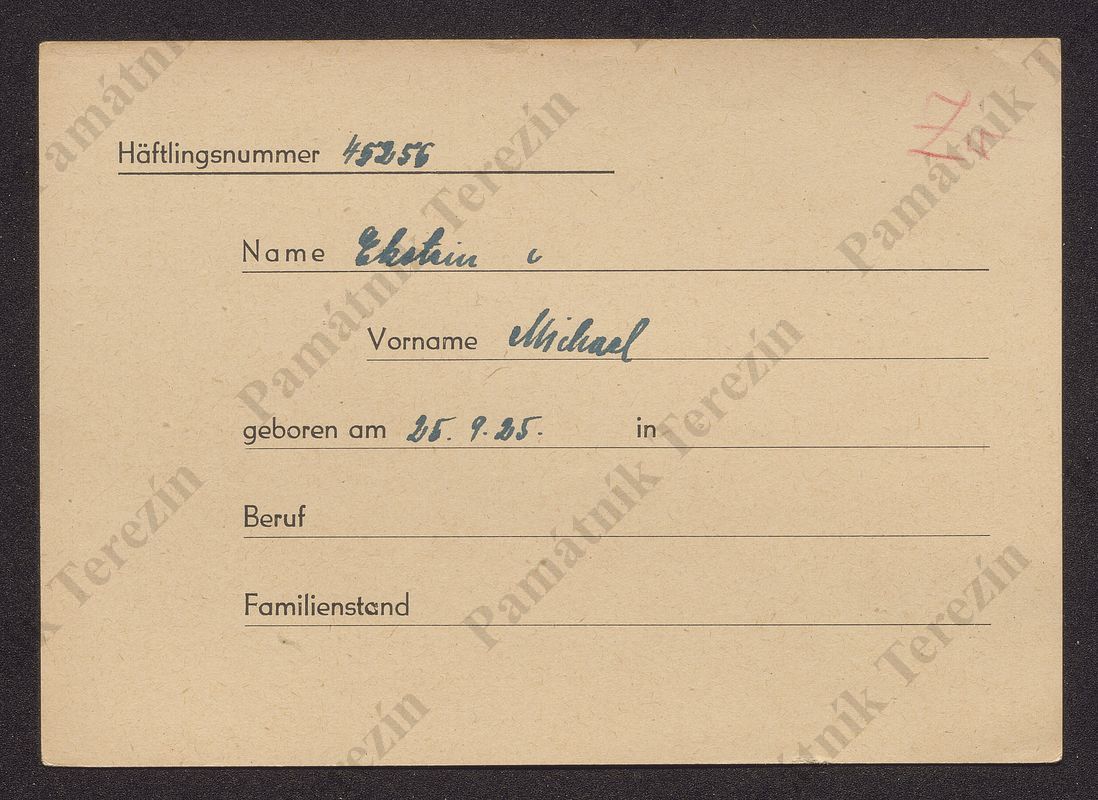 Häftlingsnummer 45256
Name Ekstein
Vorname Michael
geboren am 25. 9. 25. in
Beruf
Familienstand
Památník Terezín